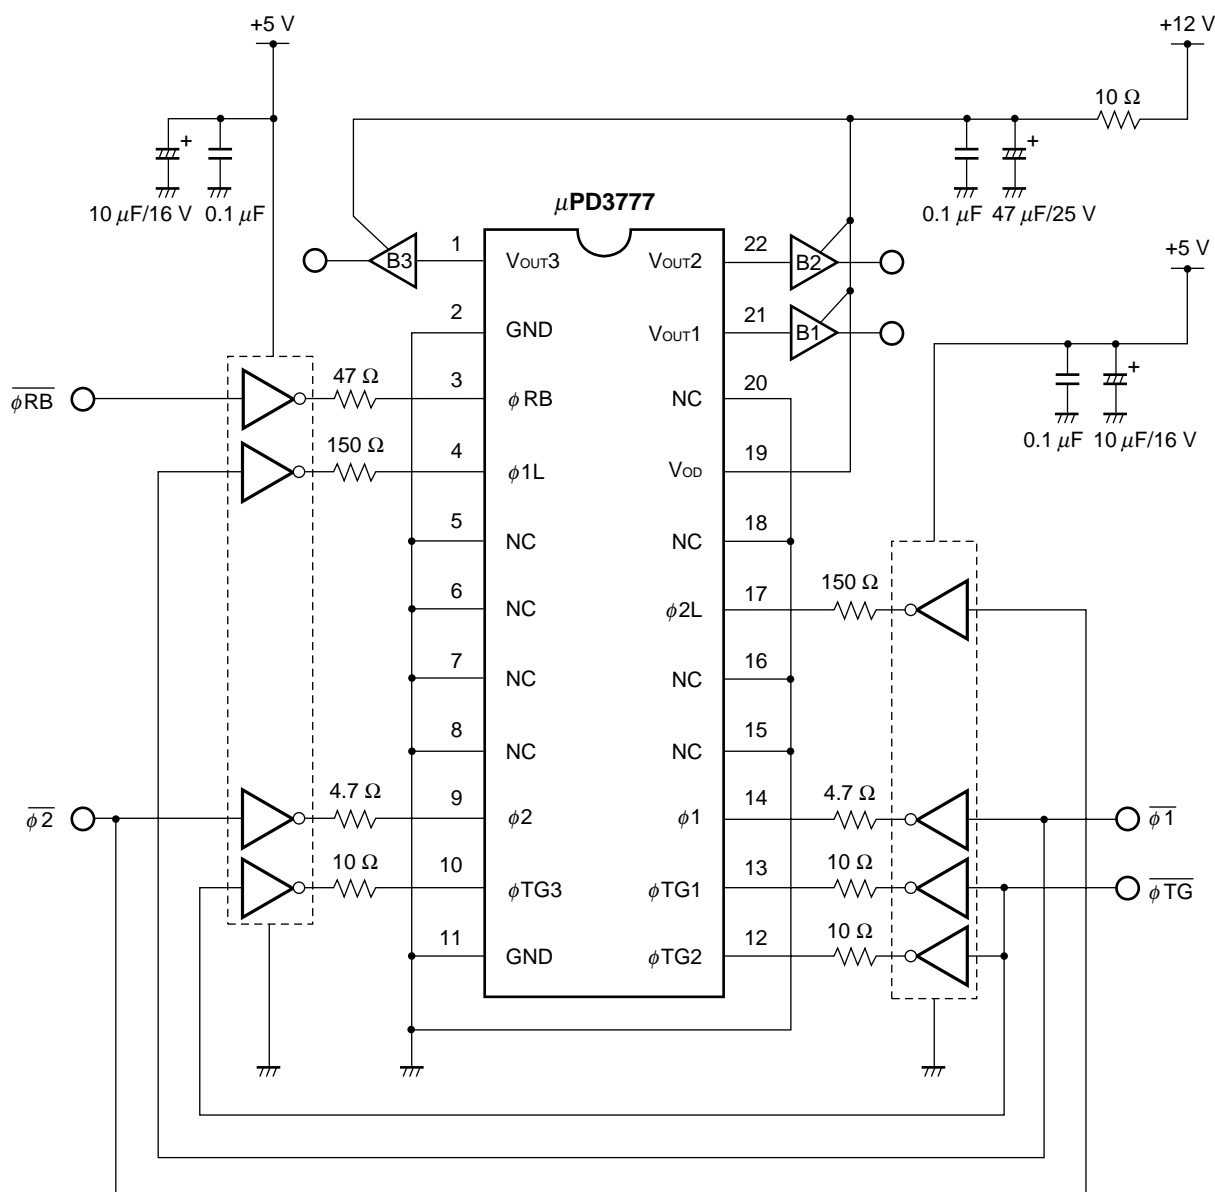 +5 V
+12 V
10 Ω
+
+
10 μF/16 V
0.1 μF
0.1 μF
47 μF/25 V
μPD3777
+5 V
1
VOUT3
VOUT2
22
B3
B2
2
GND
VOUT1
21
B1
φRB
47 Ω
3
φRB
NC
20
+
0.1 μF
10 μF/16 V
150 Ω
4
φ1L
VOD
19
5
NC
NC
18
6
NC
φ2L
17
150 Ω
7
NC
NC
16
8
NC
NC
15
φ2
4.7 Ω
9
φ2
φ1
14
4.7 Ω
φ1
10 Ω
10
φTG3
φTG1
13
10 Ω
φTG
11
GND
φTG2
12
10 Ω